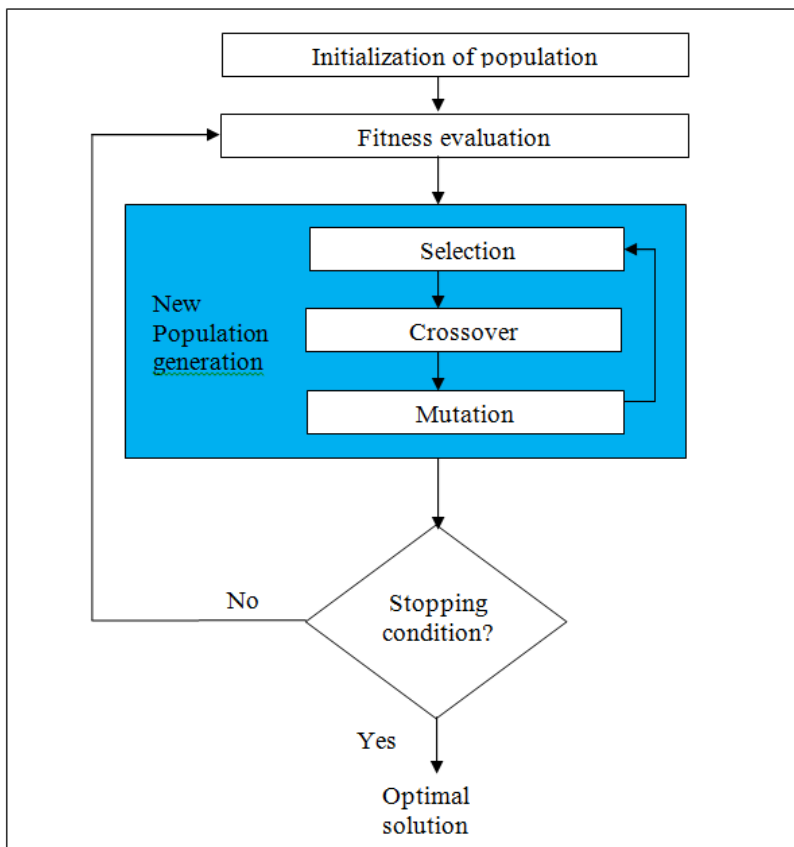 Initialization of population
Fitness evaluation
Selection
New
Population
generation
Crossover
Mutation
No
Stopping
condition?
Yes
Optimal
solution